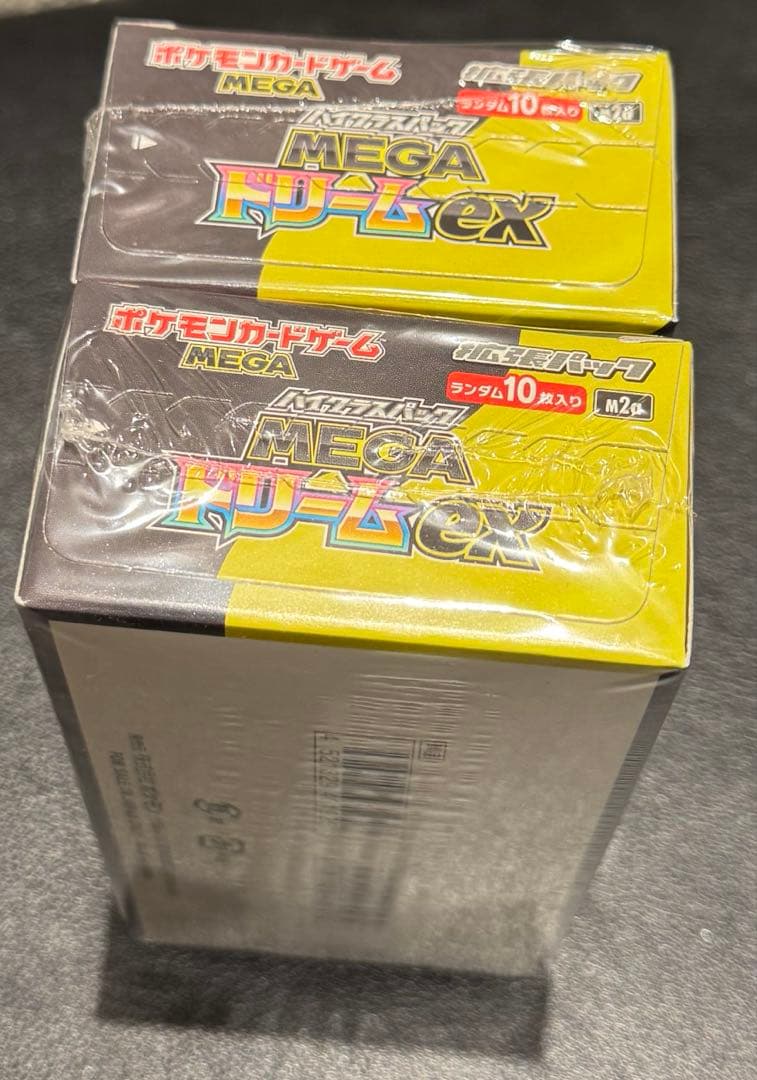 ポケモンカードゲーム
MEGA
拡張パック
ランダム10枚入り
ハイクラスパック
MEGA
ドリームex
ポケモンカードゲーム
MEGA
拡張パック
ランダム10枚入り
M2a
ハイクラスパック
MEGA
ドリームex